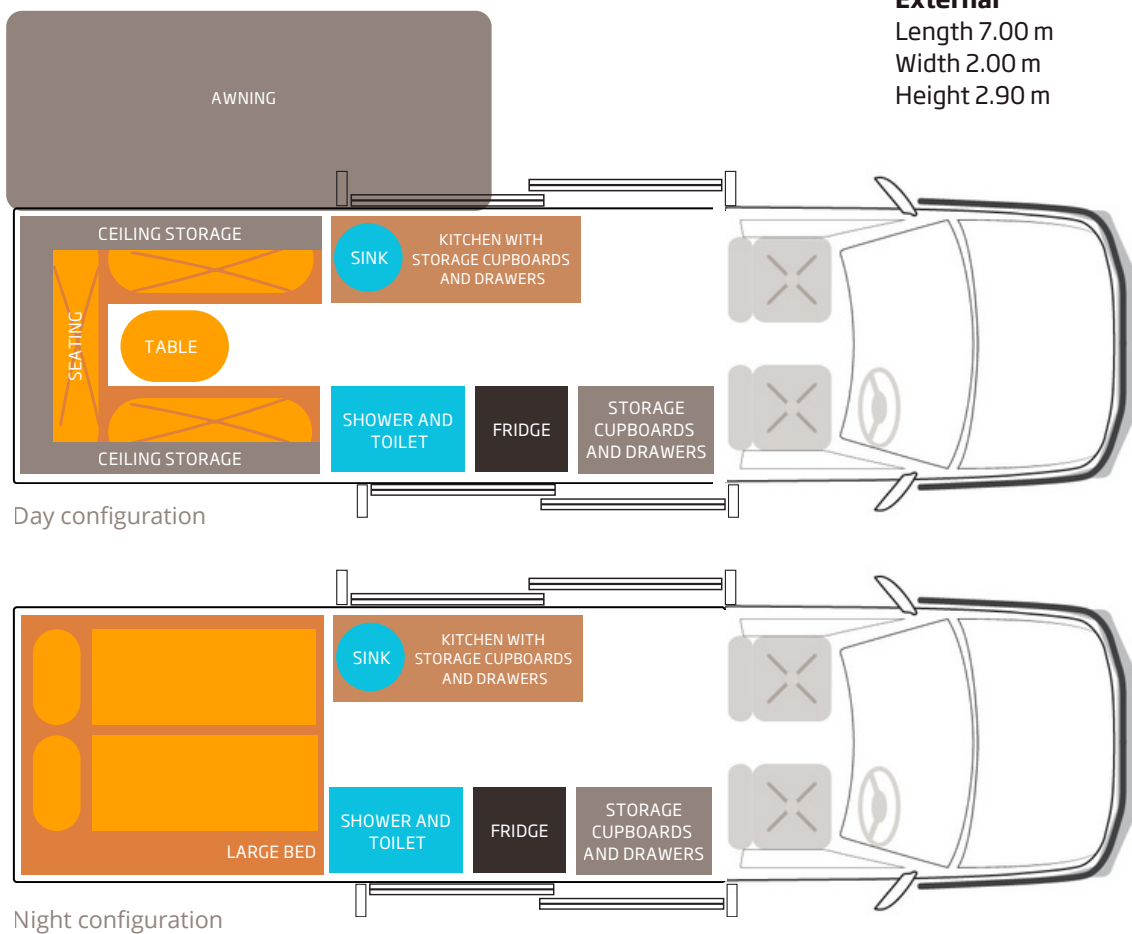 External
Length 7.00 m
Width 2.00 m
Height 2.90 m
AWNING
CEILING STORAGE
SINK
KITCHEN WITH
STORAGE CUPBOARDS
AND DRAWERS
SEATING
TABLE
SHOWER AND
TOILET
FRIDGE
STORAGE
CUPBOARDS
AND DRAWERS
CEILING STORAGE
Day configuration
SINK
KITCHEN WITH
STORAGE CUPBOARDS
AND DRAWERS
LARGE BED
SHOWER AND
TOILET
FRIDGE
STORAGE
CUPBOARDS
AND DRAWERS
Night configuration